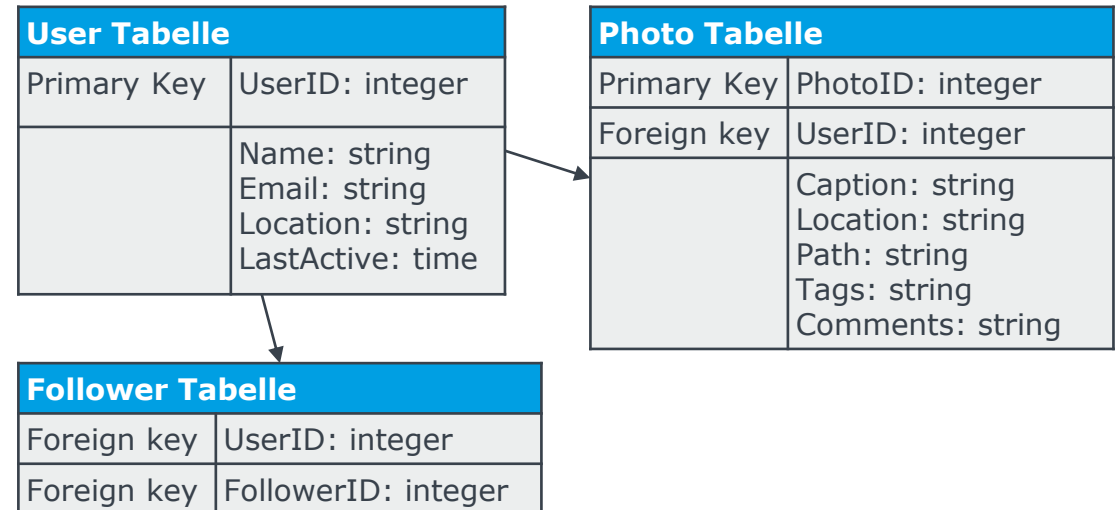 User Tabelle
Primary Key UserID: integer
Name: string
Email: string
Location: string
LastActive: time
Photo Tabelle
Primary Key PhotoID: integer
Foreign key UserID: integer
Caption: string
Location: string
Path: string
Tags: string
Comments: string
Follower Tabelle
Foreign key UserID: integer
Foreign key FollowerID: integer